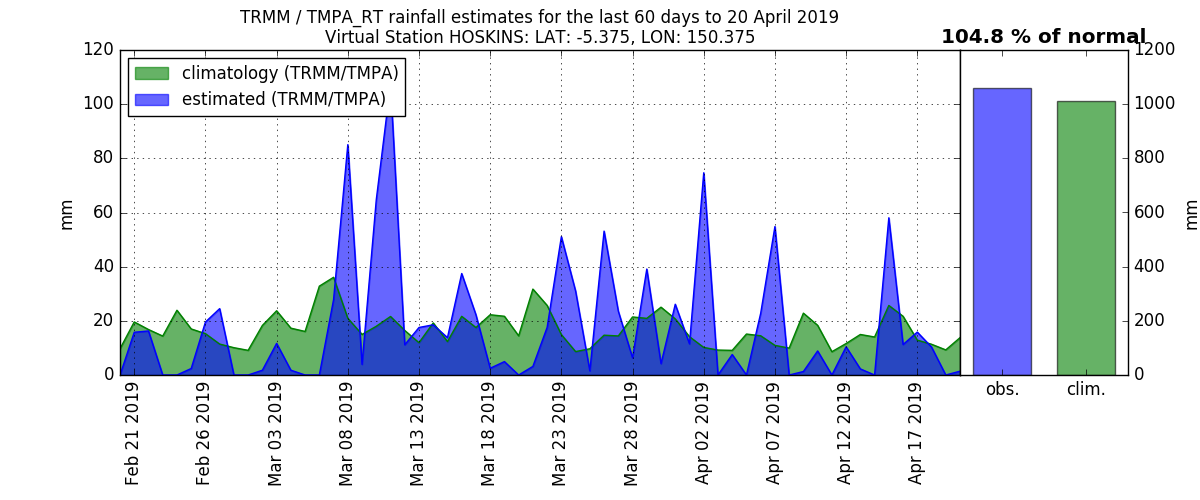 TRMM / TMPA_RT rainfall estimates for the last 60 days to 20 April 2019
Virtual Station HOSKINS: LAT: -5.375, LON: 150.375
104.8 % of normal
climatology (TRMM/TMPA)
estimated (TRMM/TMPA)
120
100
80
60
40
20
0
mm
1200
1000
800
600
400
200
0
mm
Feb 21 2019
Feb 26 2019
Mar 03 2019
Mar 08 2019
Mar 13 2019
Mar 18 2019
Mar 23 2019
Mar 28 2019
Apr 02 2019
Apr 07 2019
Apr 12 2019
Apr 17 2019
obs.
clim.